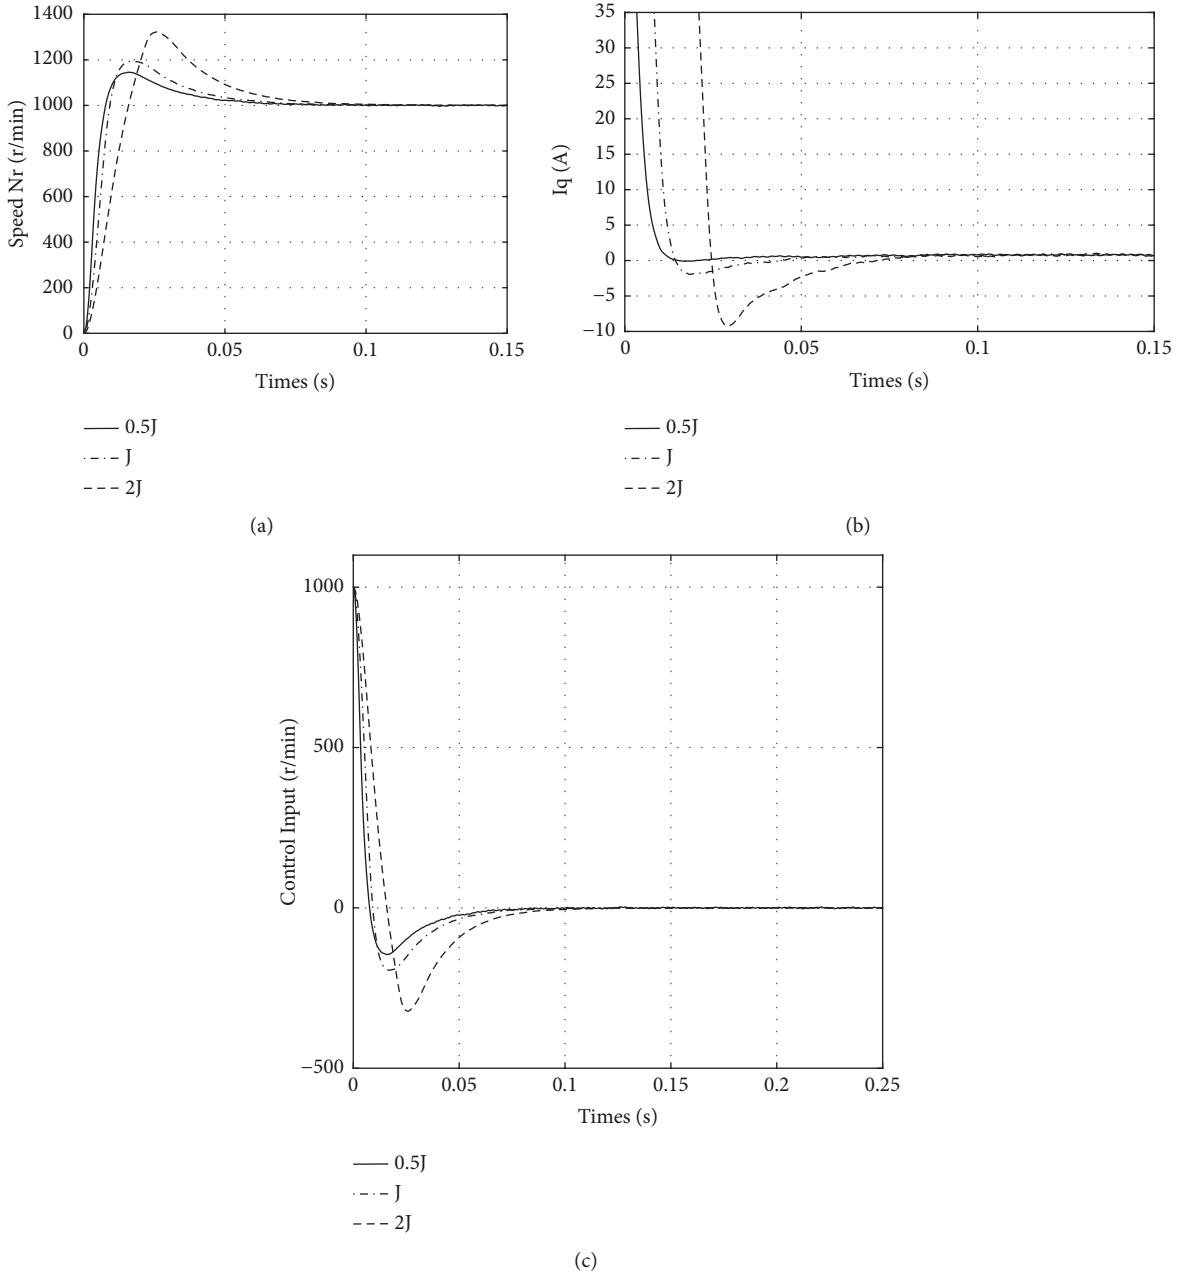 Speed Nr (r/min)
1400
1200
1000
800
600
400
200
0
0 0.05 0.1 0.15
Times (s)
0.5J
J
2J
(a)
Iq (A)
35
30
25
20
15
10
5
0
−5
−10
0 0.05 0.1 0.15
Times (s)
0.5J
J
2J
(b)
Control Input (r/min)
1000
500
0
−500
0 0.05 0.1 0.15 0.2 0.25
Times (s)
0.5J
J
2J
(c)